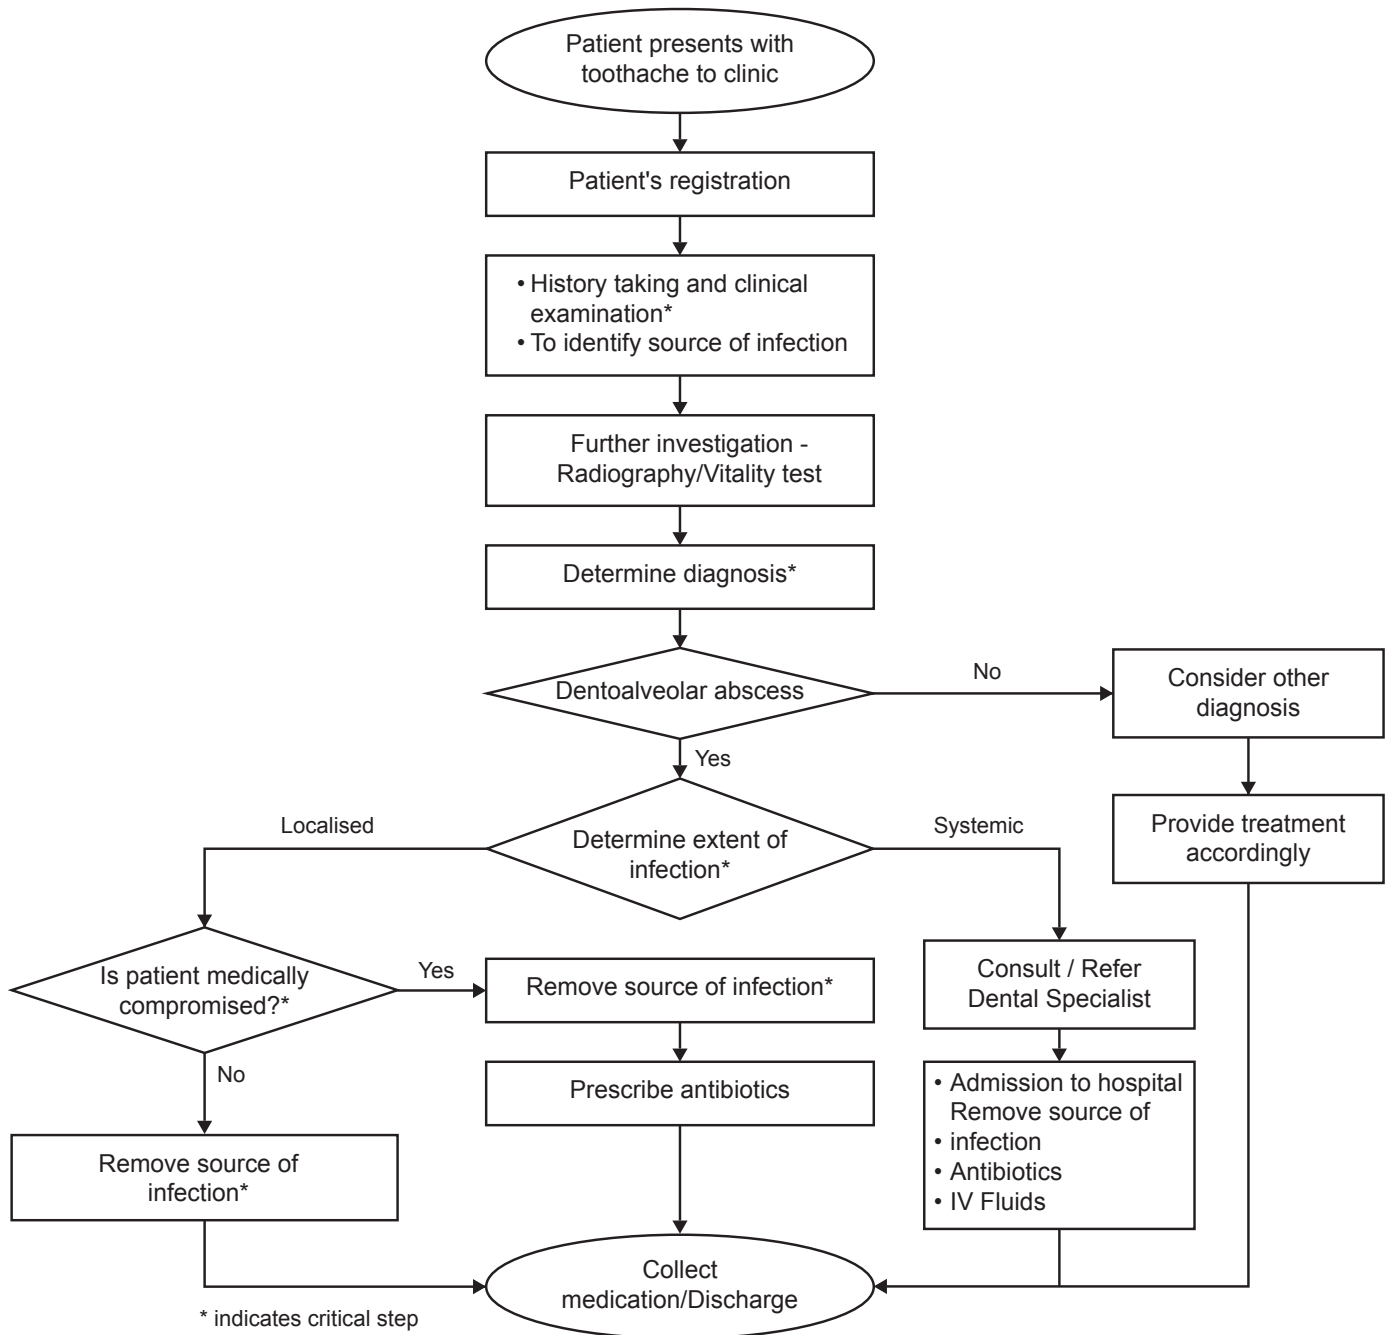 Patient presents with
toothache to clinic
Patient's registration
• History taking and clinical
examination*
• To identify source of infection
Further investigation -
Radiography/Vitality test
Determine diagnosis*
Dentoalveolar abscess
No
Consider other
diagnosis
Yes
Provide treatment
accordingly
Localised
Determine extent of
infection*
Systemic
Is patient medically
compromised?*
Yes
Remove source of infection*
Consult / Refer
Dental Specialist
No
Prescribe antibiotics
• Admission to hospital
Remove source of
• infection
• Antibiotics
• IV Fluids
Remove source of
infection*
Collect
medication/Discharge
* indicates critical step